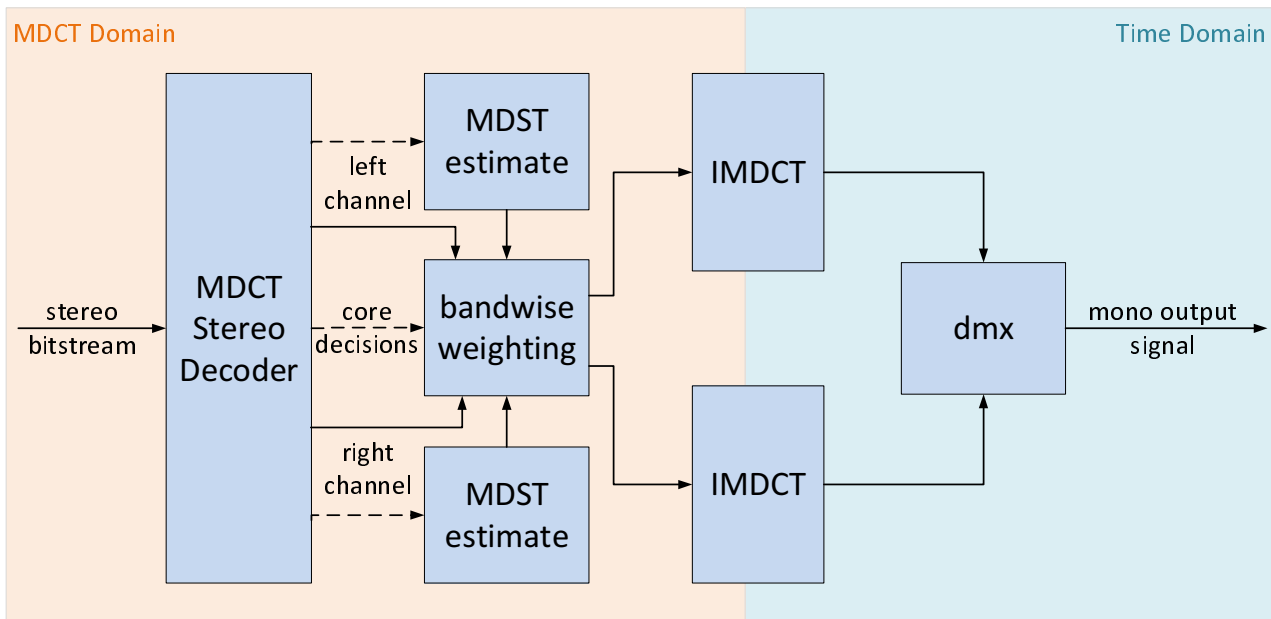 MDCT Domain
Time Domain
MDST
estimate
left
channel
IMDCT
stereo
bitstream
MDCT
Stereo
Decoder
core
decisions
bandwise
weighting
dmx
mono output
signal
right
channel
MDST
estimate
IMDCT